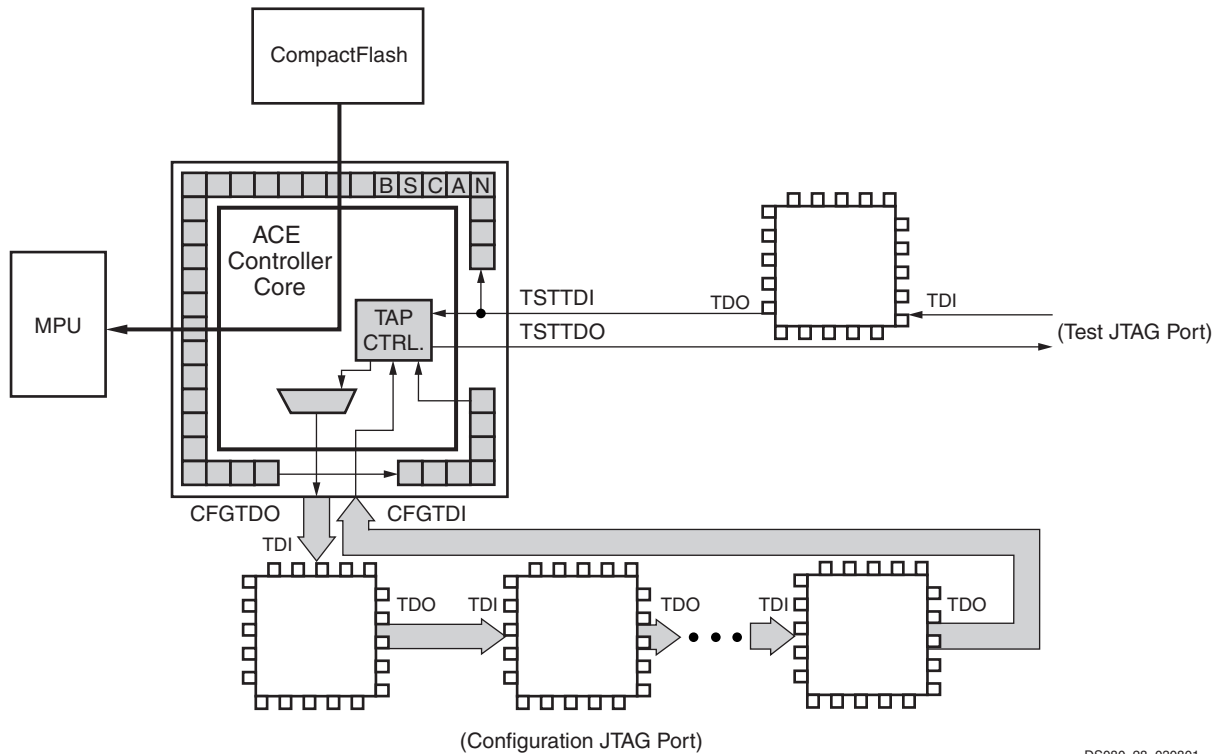 CompactFlash
B S C A N
ACE
Controller
Core
MPU
TAP
CTRL.
TSTTDI
TSTTDO
TDO
TDI
(Test JTAG Port)
CFGTDO
CFGTDI
TDI
TDO
TDI
TDO
TDI
TDO
(Configuration JTAG Port)
DS080_28_030801